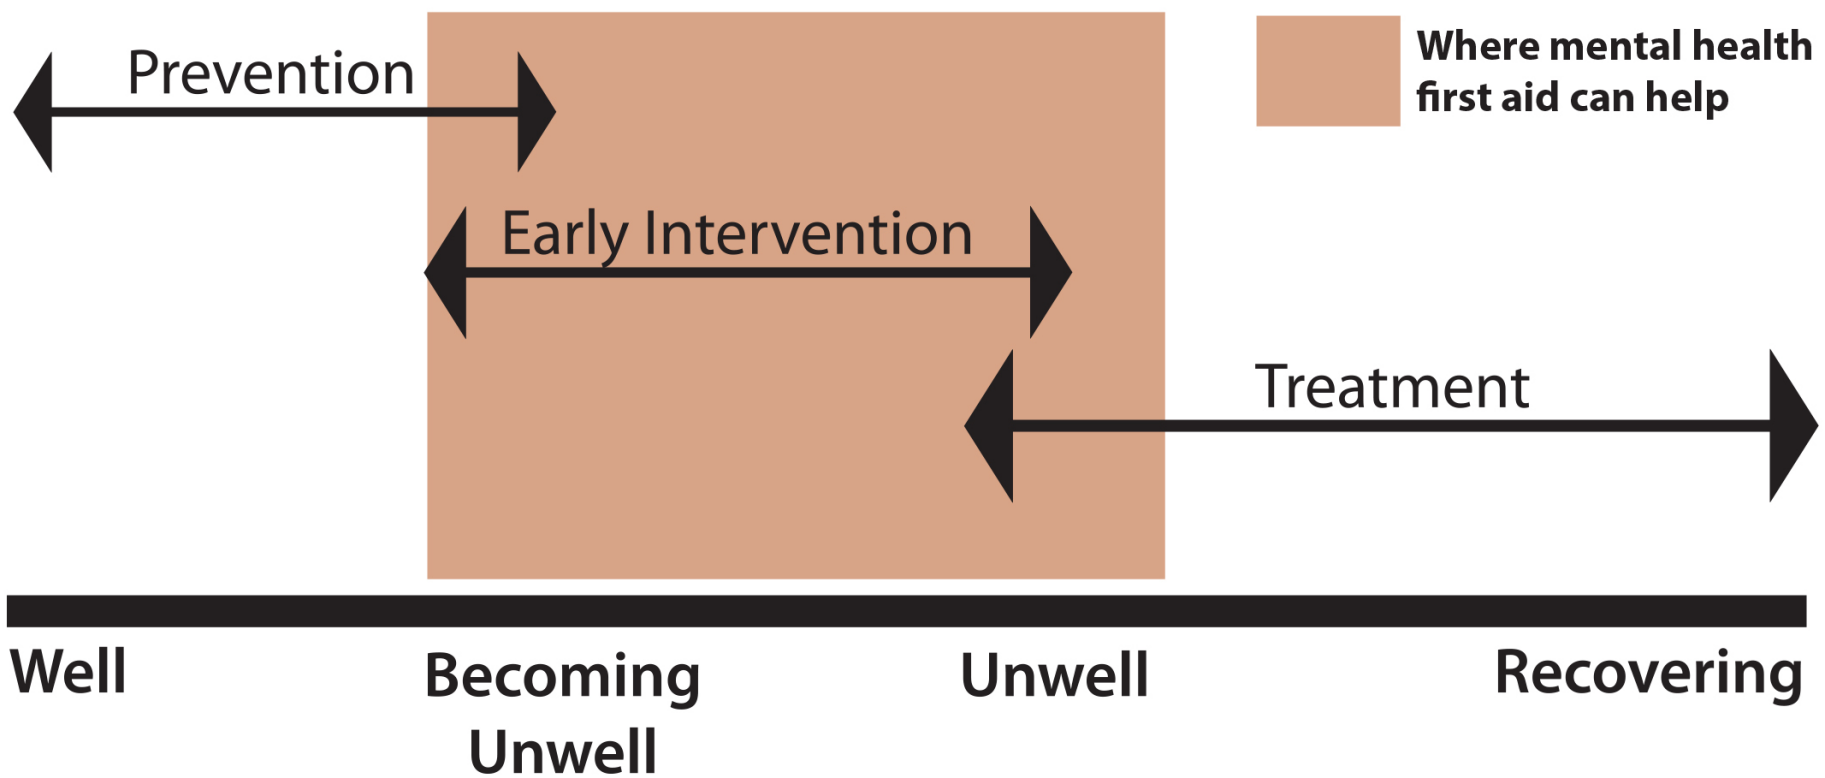 Prevention
Where mental health
first aid can help
Early Intervention
Treatment
Well
Becoming
Unwell
Unwell
Recovering